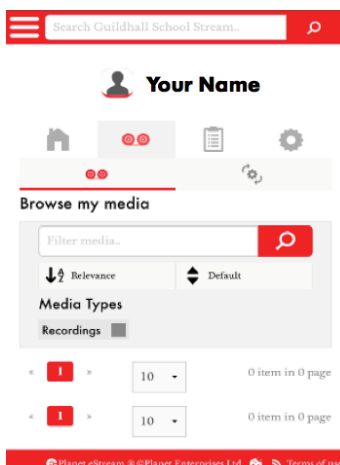 Search Guildhall School Stream..
Your Name
Browse my media
Filter media..
Relevance Default
Media Types
Recordings
« 1 » 10 0 item in 0 page
« 1 » 10 0 item in 0 page
Planet eStream ® ©Planet Enterprises Ltd Terms of use